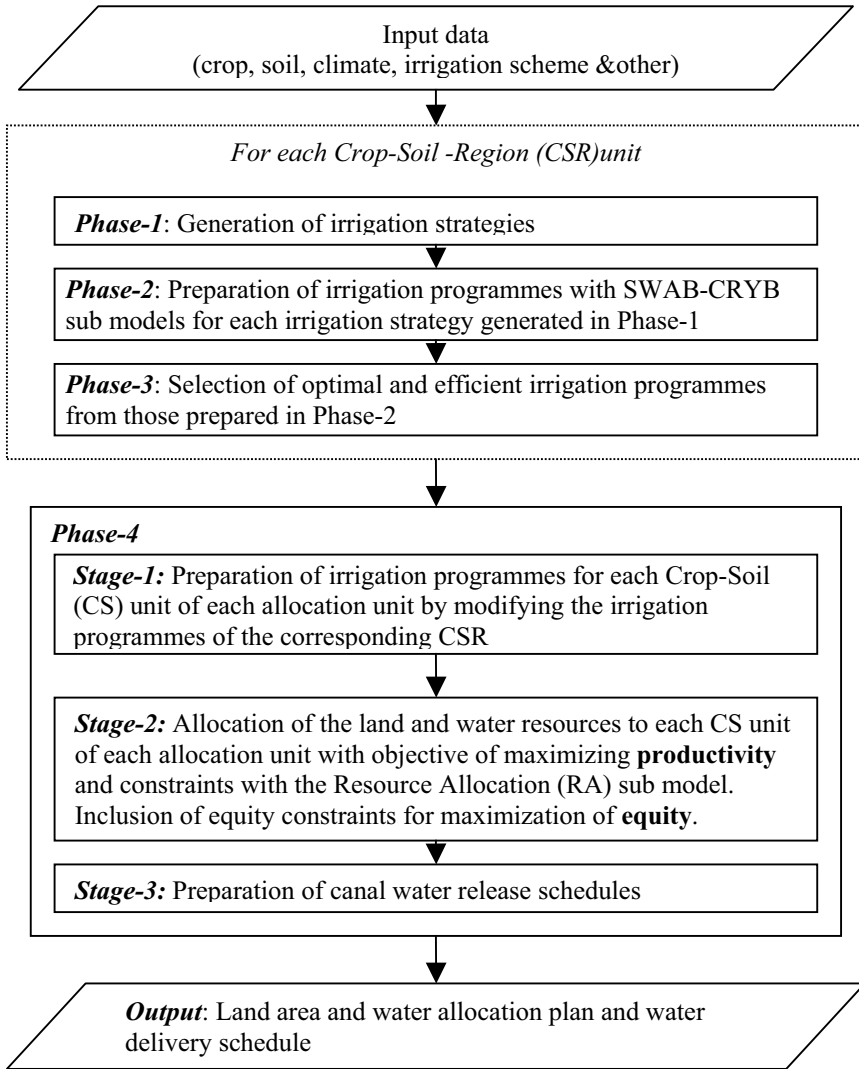 Input data
(crop, soil, climate, irrigation scheme &other)
For each Crop-Soil -Region (CSR)unit
Phase-1: Generation of irrigation strategies
Phase-2: Preparation of irrigation programmes with SWAB-CRYB
sub models for each irrigation strategy generated in Phase-1
Phase-3: Selection of optimal and efficient irrigation programmes
from those prepared in Phase-2
Phase-4
Stage-1: Preparation of irrigation programmes for each Crop-Soil
(CS) unit of each allocation unit by modifying the irrigation
programmes of the corresponding CSR
Stage-2: Allocation of the land and water resources to each CS unit
of each allocation unit with objective of maximizing productivity
and constraints with the Resource Allocation (RA) sub model.
Inclusion of equity constraints for maximization of equity.
Stage-3: Preparation of canal water release schedules
Output: Land area and water allocation plan and water
delivery schedule